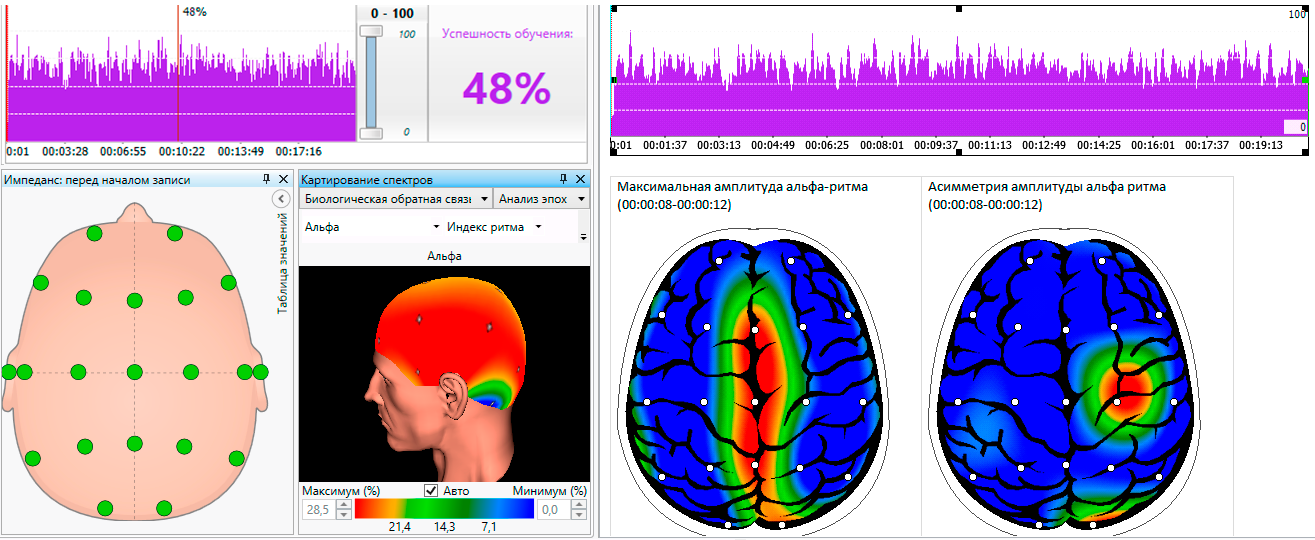 48%
0 - 100
100
0
Успешность обучения:
48%
0:01 00:03:28 00:06:55 00:10:22 00:13:49 00:17:16
100
0
0:01 00:01:37 00:03:13 00:04:49 00:06:25 00:08:01 00:09:37 00:11:13 00:12:49 00:14:25 00:16:01 00:17:37 00:19:13
Импеданс: перед началом записи
Таблица значений
Картирование спектров
Биологическая обратная связь Анализ эпох
Альфа Индекс ритма
Альфа
Максимум (%) Авто Минимум (%)
28,5 0,0
21,4 14,3 7,1
Максимальная амплитуда альфа-ритма
(00:00:08-00:00:12)
Асимметрия амплитуды альфа ритма
(00:00:08-00:00:12)